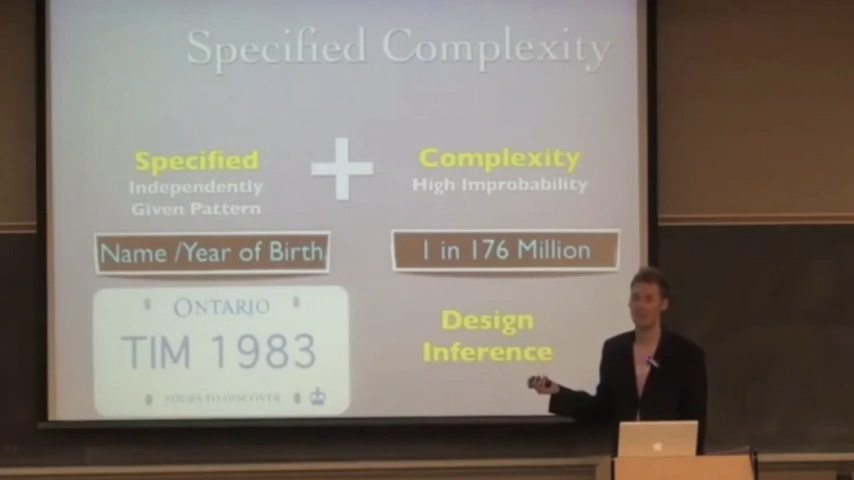 Specified Complexity
Specified
Independently
Given Pattern
+
Complexity
High Improbability
Name /Year of Birth
1 in 176 Million
ONTARIO
TIM 1983
YOURS TO DISCOVER
Design
Inference